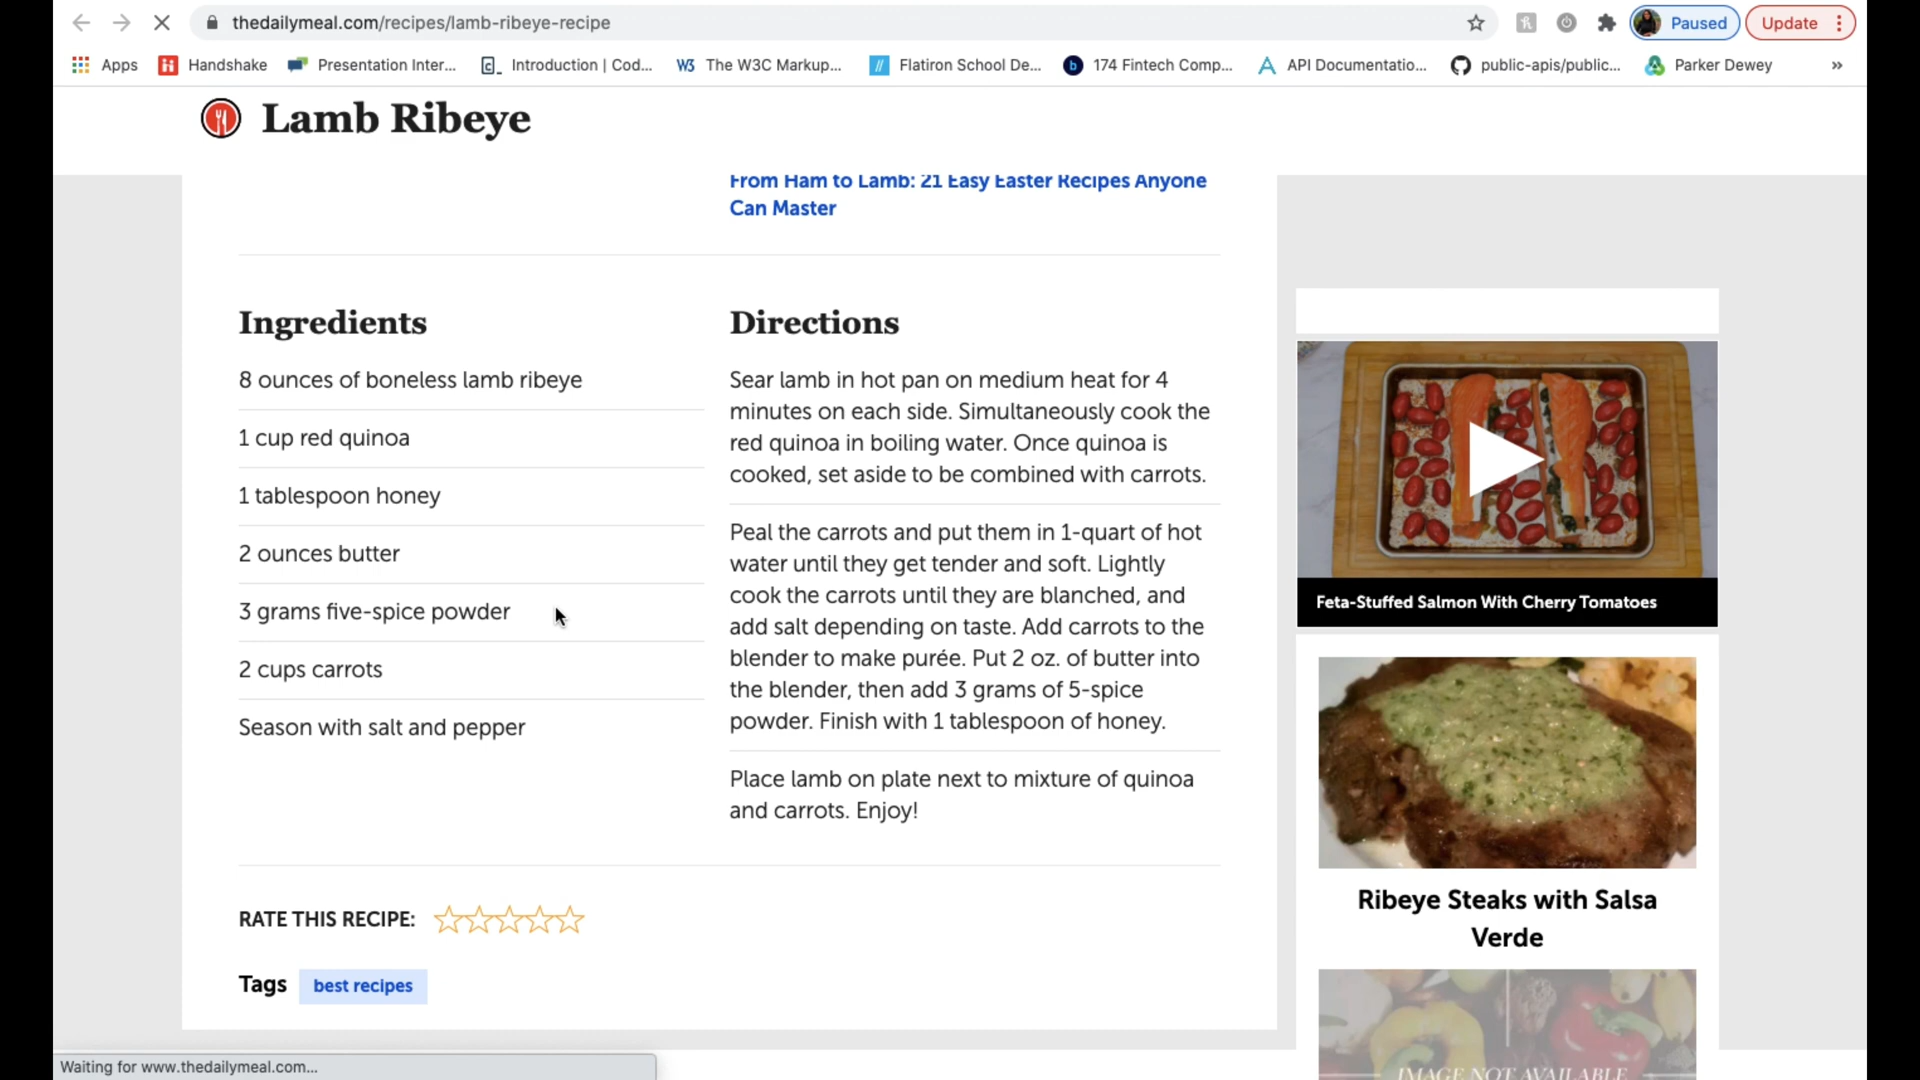 thedailymeal.com/recipes/lamb-ribeye-recipe
Paused
Update
Apps
Handshake
Presentation Inter...
Introduction | Cod...
The W3C Markup...
Flatiron School De...
174 Fintech Comp...
API Documentatio...
public-apis/public...
Parker Dewey
»
Lamb Ribeye
From Ham to Lamb: 21 Easy Easter Recipes Anyone
Can Master
Ingredients
8 ounces of boneless lamb ribeye
1 cup red quinoa
1 tablespoon honey
2 ounces butter
3 grams five-spice powder
2 cups carrots
Season with salt and pepper
Directions
Sear lamb in hot pan on medium heat for 4
minutes on each side. Simultaneously cook the
red quinoa in boiling water. Once quinoa is
cooked, set aside to be combined with carrots.
Peal the carrots and put them in 1-quart of hot
water until they get tender and soft. Lightly
cook the carrots until they are blanched, and
add salt depending on taste. Add carrots to the
blender to make purée. Put 2 oz. of butter into
the blender, then add 3 grams of 5-spice
powder. Finish with 1 tablespoon of honey.
Place lamb on plate next to mixture of quinoa
and carrots. Enjoy!
RATE THIS RECIPE:
Tags
best recipes
Feta-Stuffed Salmon With Cherry Tomatoes
Ribeye Steaks with Salsa
Verde
IMAGE NOT AVAILABLE
Waiting for www.thedailymeal.com...